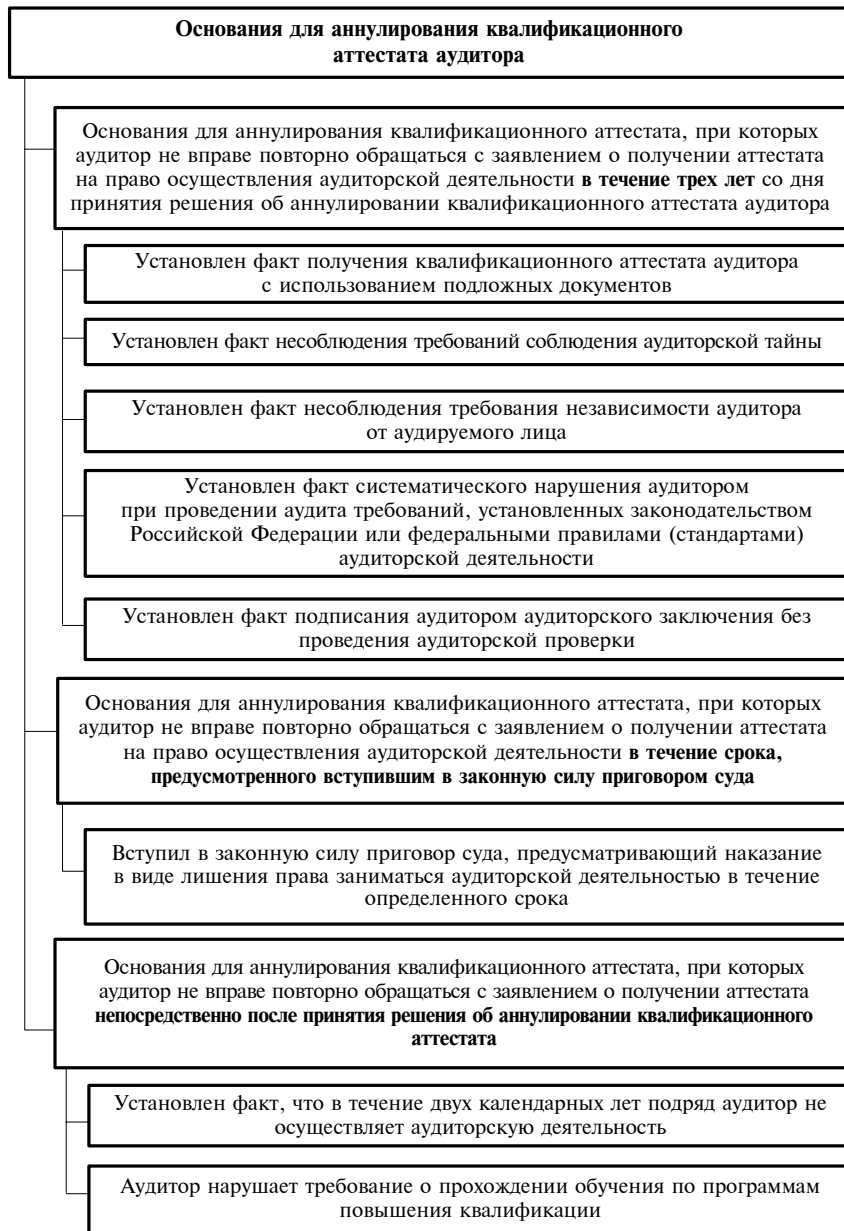 Основания для аннулирования квалификационного
аттестата аудитора
Основания для аннулирования квалификационного аттестата, при которых
аудитор не вправе повторно обращаться с заявлением о получении аттестата
на право осуществления аудиторской деятельности в течение трех лет со дня
принятия решения об аннулировании квалификационного аттестата аудитора
Установлен факт получения квалификационного аттестата аудитора
с использованием подложных документов
Установлен факт несоблюдения требований соблюдения аудиторской тайны
Установлен факт несоблюдения требования независимости аудитора
от аудируемого лица
Установлен факт систематического нарушения аудитором
при проведении аудита требований, установленных законодательством
Российской Федерации или федеральными правилами (стандартами)
аудиторской деятельности
Установлен факт подписания аудитором аудиторского заключения без
проведения аудиторской проверки
Основания для аннулирования квалификационного аттестата, при которых
аудитор не вправе повторно обращаться с заявлением о получении аттестата
на право осуществления аудиторской деятельности в течение срока,
предусмотренного вступившим в законную силу приговором суда
Вступил в законную силу приговор суда, предусматривающий наказание
в виде лишения права заниматься аудиторской деятельностью в течение
определенного срока
Основания для аннулирования квалификационного аттестата, при которых
аудитор не вправе повторно обращаться с заявлением о получении аттестата
непосредственно после принятия решения об аннулировании квалификационного
аттестата
Установлен факт, что в течение двух календарных лет подряд аудитор не
осуществляет аудиторскую деятельность
Аудитор нарушает требование о прохождении обучения по программам
повышения квалификации